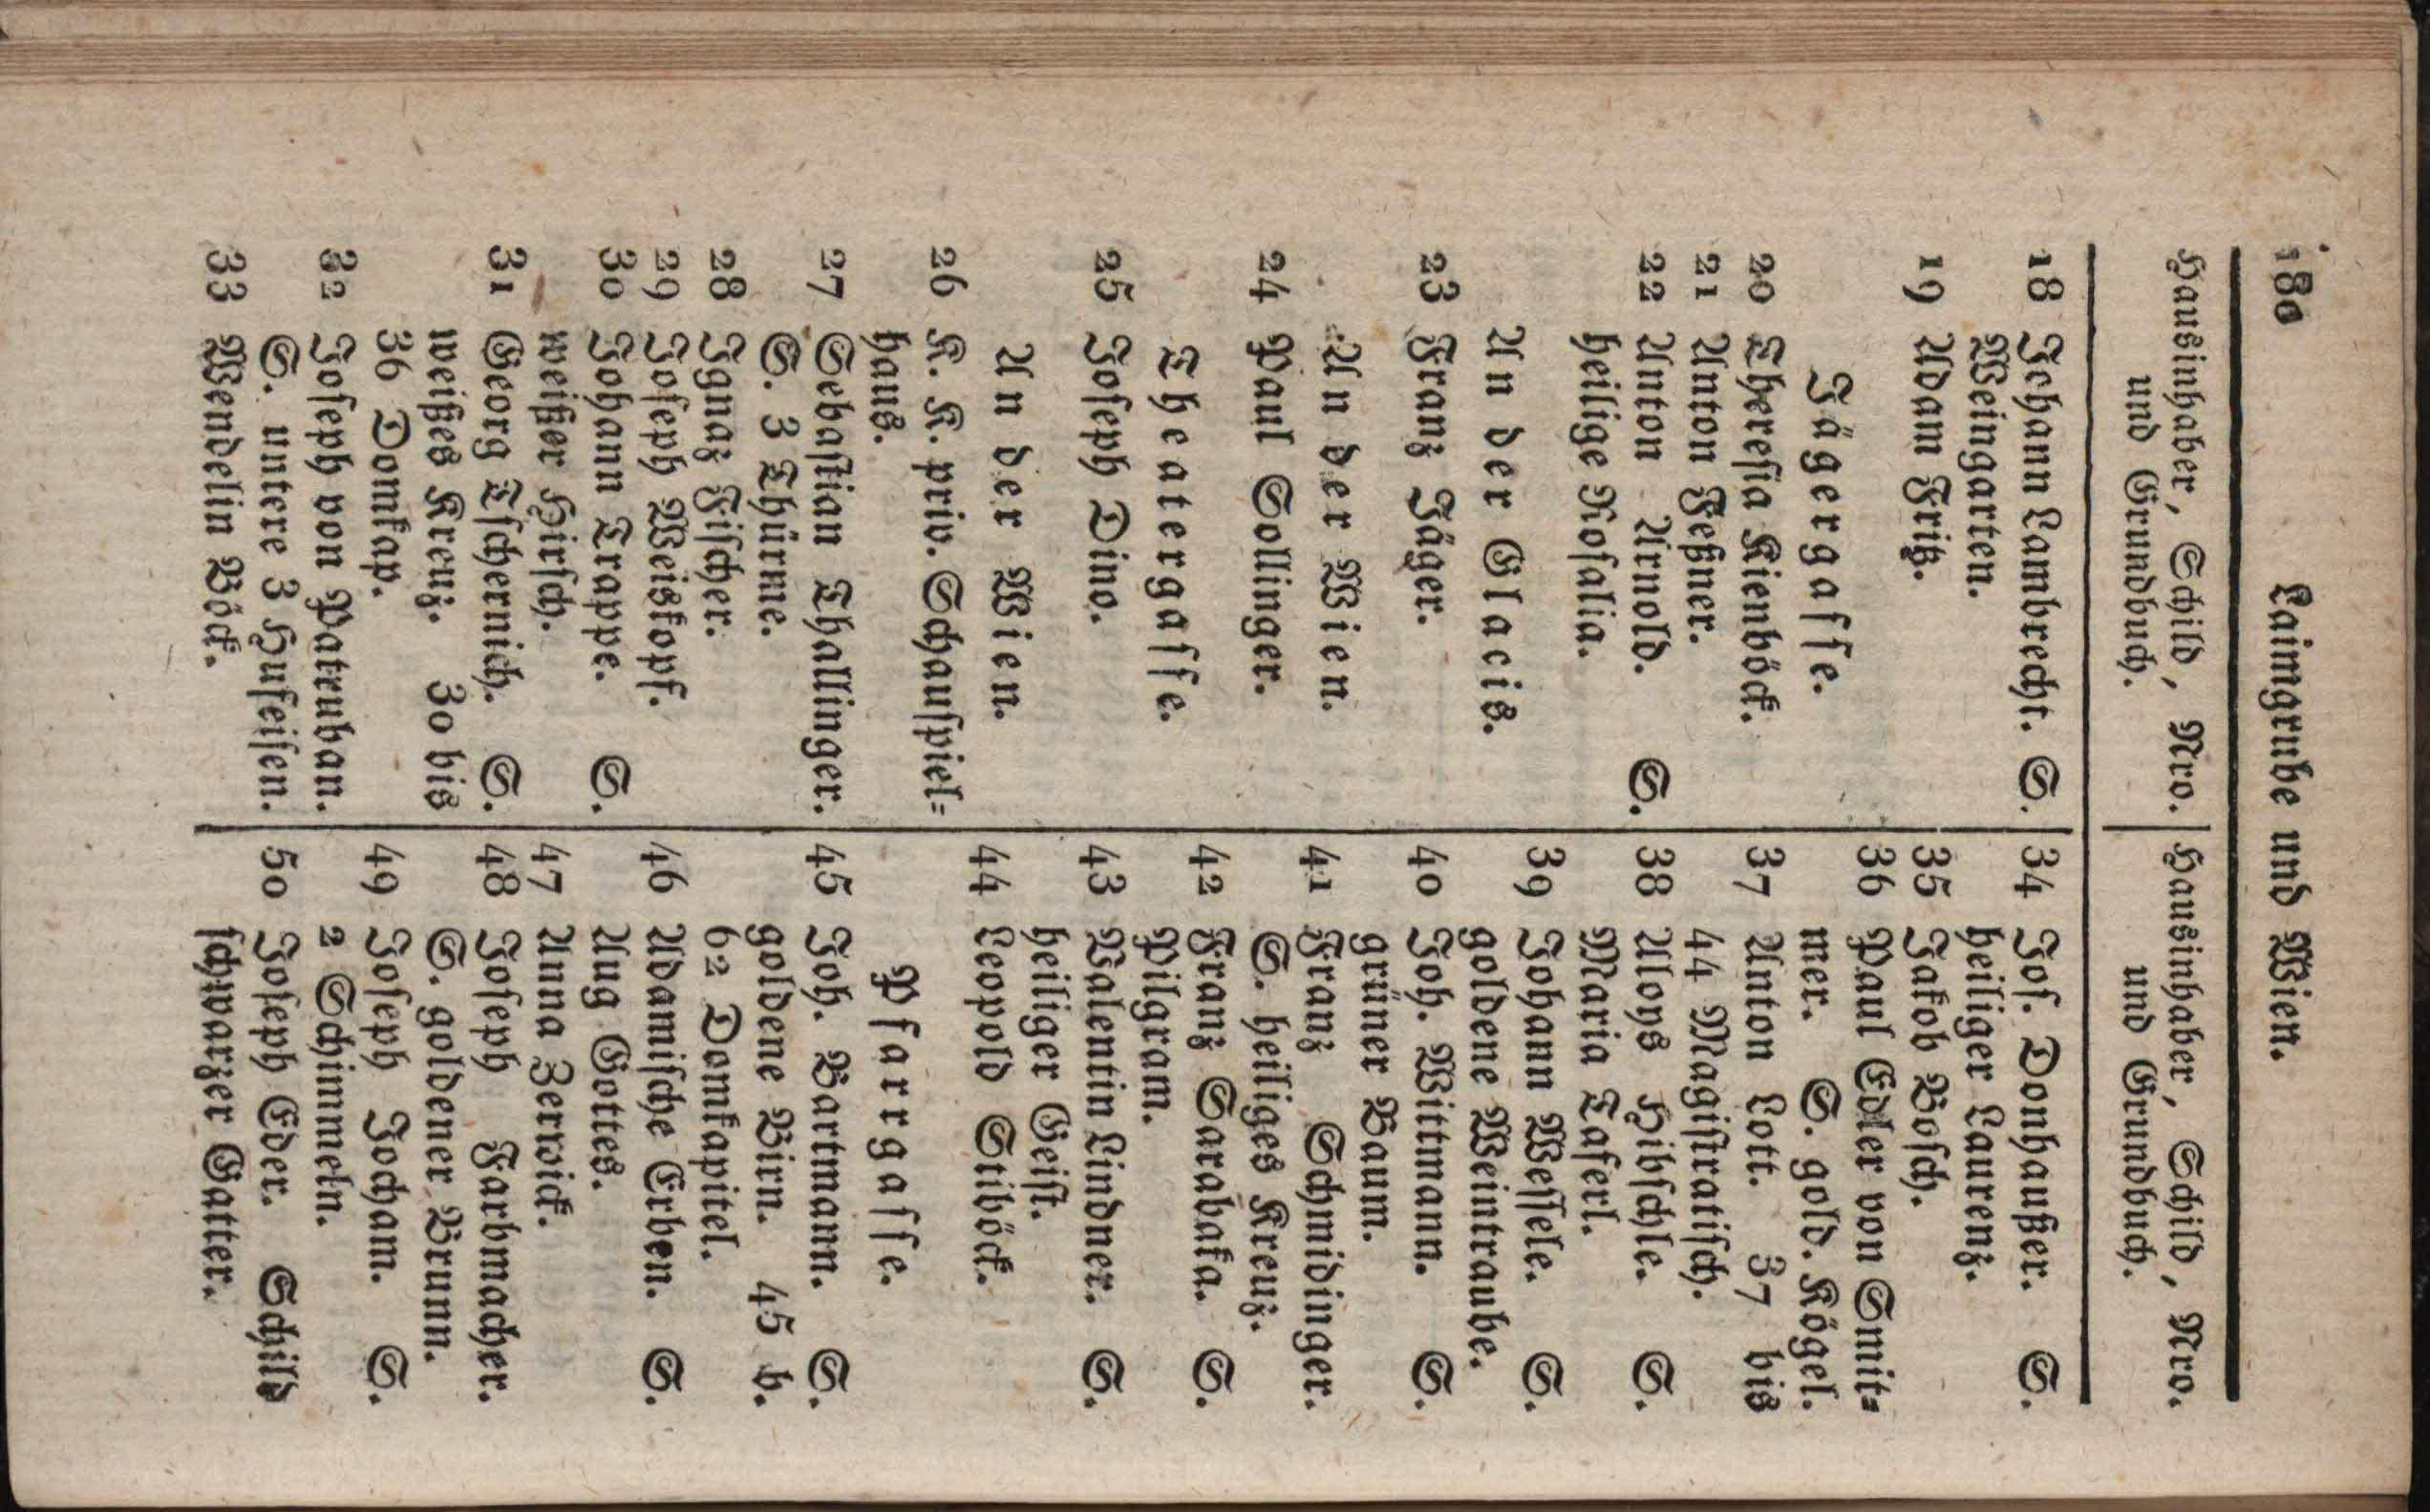 180
Laimgrube und Wien.
Hausinhaber, Schild, Nro.
und Grundbuch.
18 Johann Lambrecht. S.
Weingarten.
19 Adam Friß.
Jägergasse.
20 Theresia Kienböck.
21 Anton Feßner.
22 Anton Arnold. S.
heilige Rosalia.
An der Glacis.
23 Franz Jäger.
An der Wien.
24 Paul Gollinger.
Theatergasse.
25 Joseph Dino.
An der Wien.
26 K. K. priv. Schauspiel-
haus.
27 Sebastian Thallinger.
S. 3 Thürne.
28 Ignaz Fischer.
29 Joseph Weiskopf.
30 Johann Trappe. S.
weißer Hirsch.
31 Georg Tschernich. S.
weißes Kreuz. 30 bis
36 Domkap.
32 Joseph von Patruban.
S. untere 3 Hufeisen.
33 Wendelin Böck.
Hausinhaber, Schild, Nro.
und Grundbuch.
34 Jos. Donhaußer. S.
heiliger Laurenz.
35 Jakob Bosch.
36 Paul Edler von Smit-
mer. S. gold. Kögel.
37 Anton Lott. 37 bis
44 Magistratisch.
38 Aloys Hibschle. S.
Maria Taferl.
39 Johann Wessele. S.
goldene Weintraube.
40 Joh. Wittmann. S.
grüner Baum.
41 Franz Schmidinger.
S. heiliges Kreuz.
42 Franz Sarabaka. S.
Pilgram.
43 Valentin Lindner. S.
heiliger Geist.
44 Leopold Stiböck.
Pfarrgasse.
45 Joh. Bartmann. S.
goldene Birn. 45 b.
62 Domkapitel.
46 Adamische Erben. S.
Aug Gottes.
47 Anna Zerwick.
48 Joseph Farbmacher.
S. goldener Brunn.
49 Joseph Jocham. S.
2 Schimmeln.
50 Joseph Eder. Schild
schwarzer Gatter.